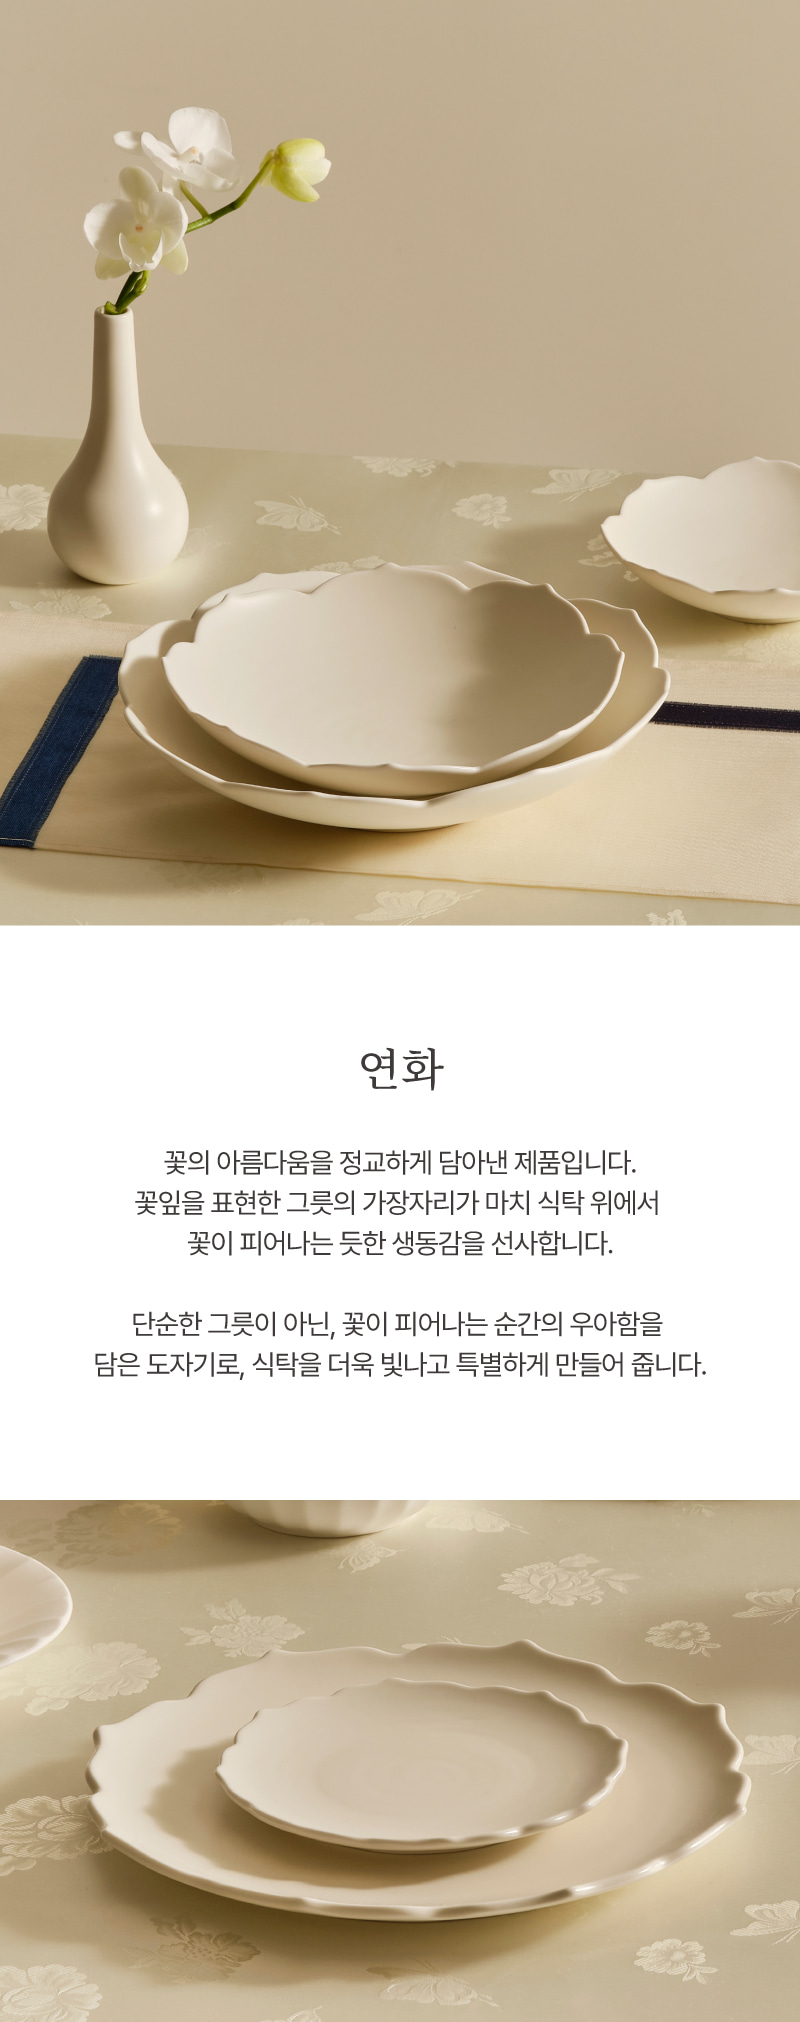 연화
꽃의 아름다움을 정교하게 담아낸 제품입니다.
꽃잎을 표현한 그릇의 가장자리가 마치 식탁 위에서
꽃이 피어나는 듯한 생동감을 선사합니다.
단순한 그릇이 아닌, 꽃이 피어나는 순간의 우아함을
담은 도자기로, 식탁을 더욱 빛나고 특별하게 만들어 줍니다.